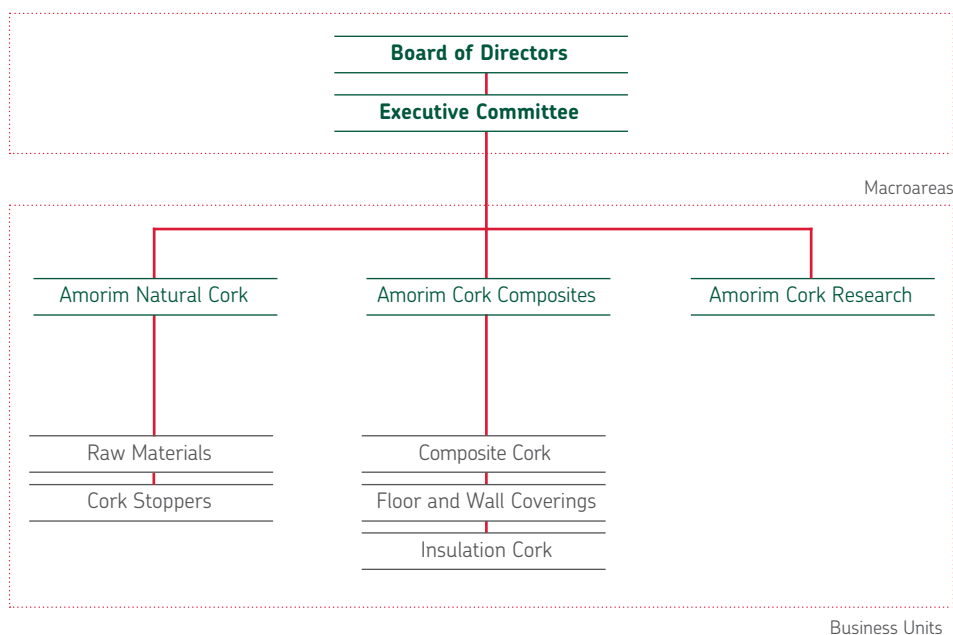 Board of Directors
Executive Committee
Macroareas
Amorim Natural Cork
Amorim Cork Composites
Amorim Cork Research
Raw Materials
Composite Cork
Cork Stoppers
Floor and Wall Coverings
Insulation Cork
Business Units